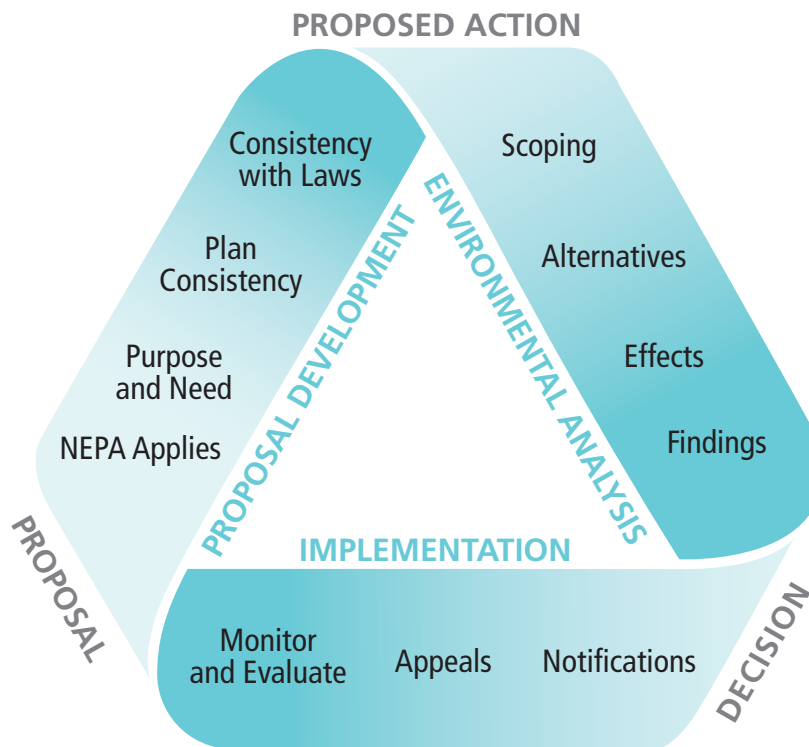 PROPOSED ACTION
Consistency
with Laws
Plan
Consistency
Purpose
and Need
NEPA Applies
PROPOSAL DEVELOPMENT
PROPOSAL
ENVIRONMENTAL ANALYSIS
Scoping
Alternatives
Effects
Findings
DECISION
IMPLEMENTATION
Monitor
and Evaluate
Appeals
Notifications